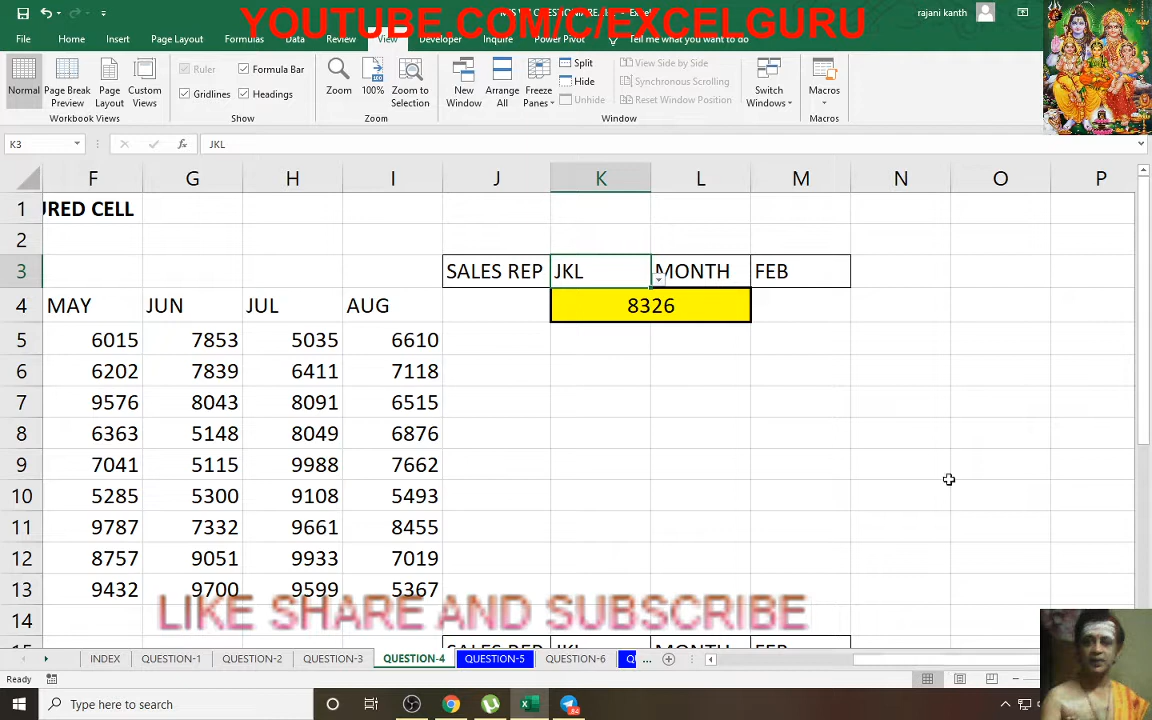 YOUTUBE.COM/C/EXCELGURU
rajani kanth
File Home Insert Page Layout Formulas Data Review View Developer Inquire Power Pivot Tell me what you want to do
Normal Page Break Preview Page Layout Custom Views
Ruler Formula Bar
Gridlines Headings
Zoom 100% Zoom to Selection
New Window Arrange All Freeze Panes
Split
Hide
Unhide
View Side by Side
Synchronous Scrolling
Reset Window Position
Switch Windows Macros
Workbook Views Show Zoom Window Macros
K3 JKL
F G H I J K L M N O P
1 URED CELL
2
3 SALES REP JKL MONTH FEB
4 MAY JUN JUL AUG 8326
5 6015 7853 5035 6610
6 6202 7839 6411 7118
7 9576 8043 8091 6515
8 6363 5148 8049 6876
9 7041 5115 9988 7662
10 5285 5300 9108 5493
11 9787 7332 9661 8455
12 8757 9051 9933 7019
13 9432 9700 9599 5367
14
LIKE SHARE AND SUBSCRIBE
15 SALES REP JKL MONTH FEB
INDEX QUESTION-1 QUESTION-2 QUESTION-3 QUESTION-4 QUESTION-5 QUESTION-6 Q ...
Ready
Type here to search